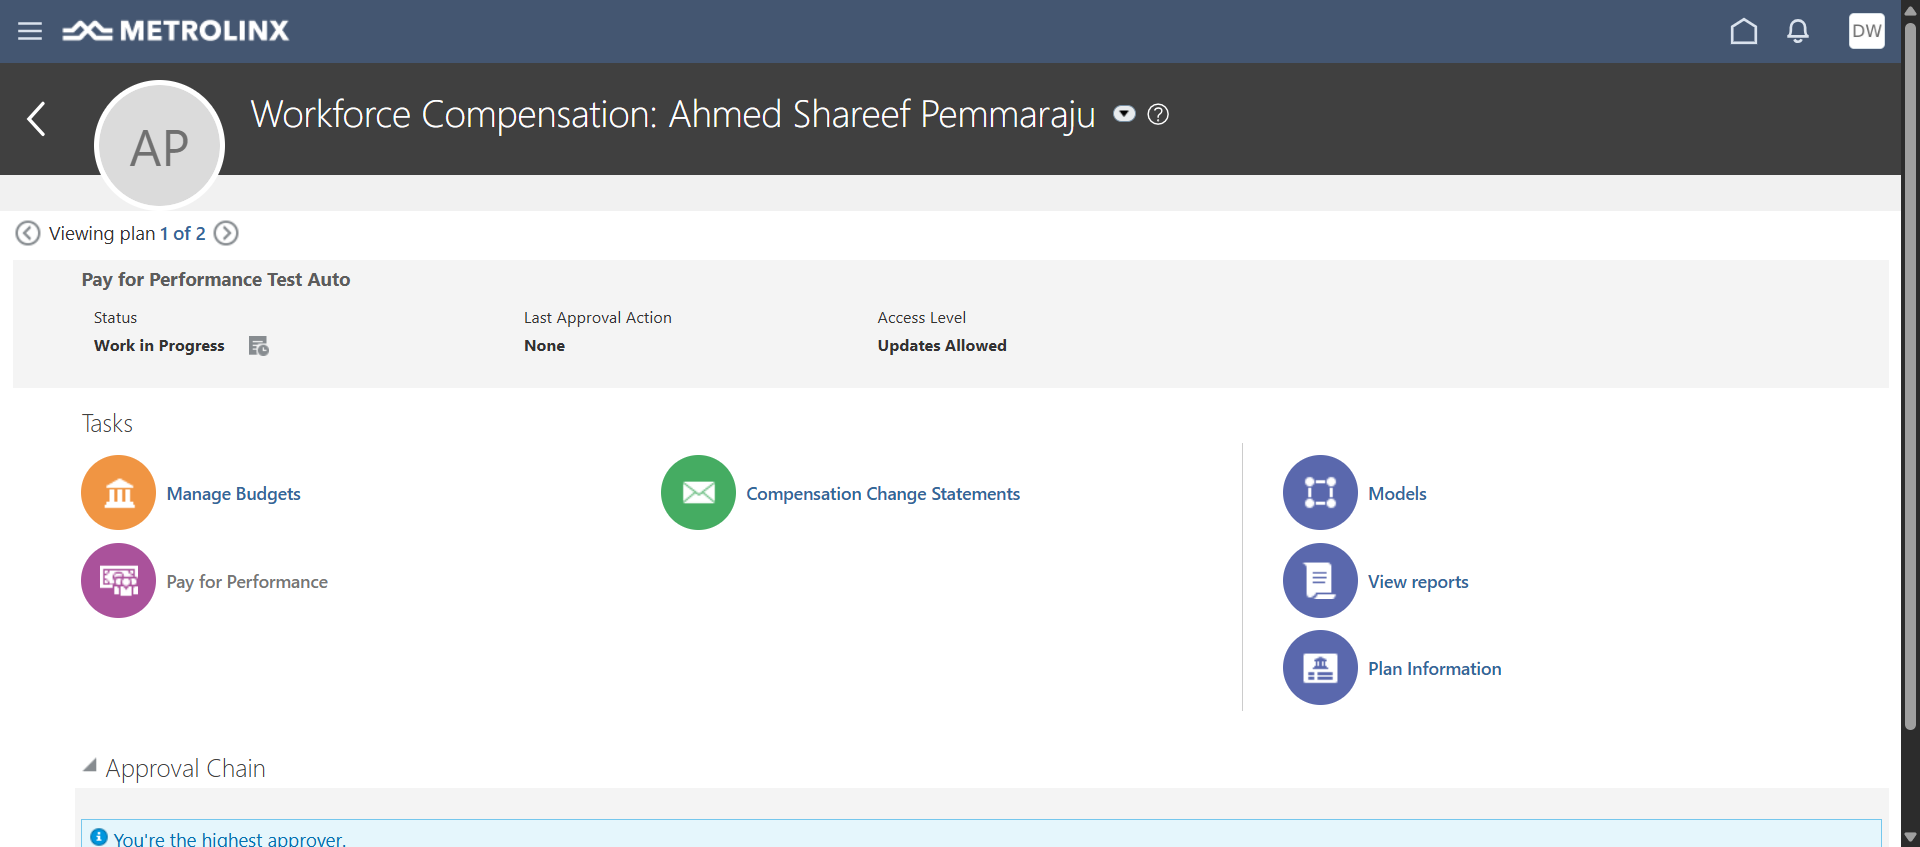 METROLINX
DW
AP
Workforce Compensation: Ahmed Shareef Pemmaraju
Viewing plan 1 of 2
Pay for Performance Test Auto
Status
Last Approval Action
Access Level
Work in Progress
None
Updates Allowed
Tasks
Manage Budgets
Compensation Change Statements
Models
Pay for Performance
View reports
Plan Information
Approval Chain
You're the highest approver.